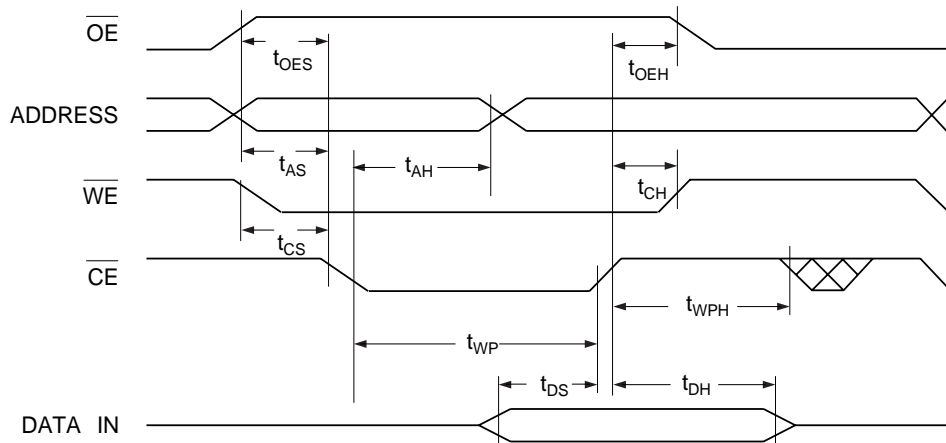 OE
tOES
tOEH
ADDRESS
tAS
tAH
WE
tCH
tCS
CE
tWPH
tWP
tDS
tDH
DATA IN